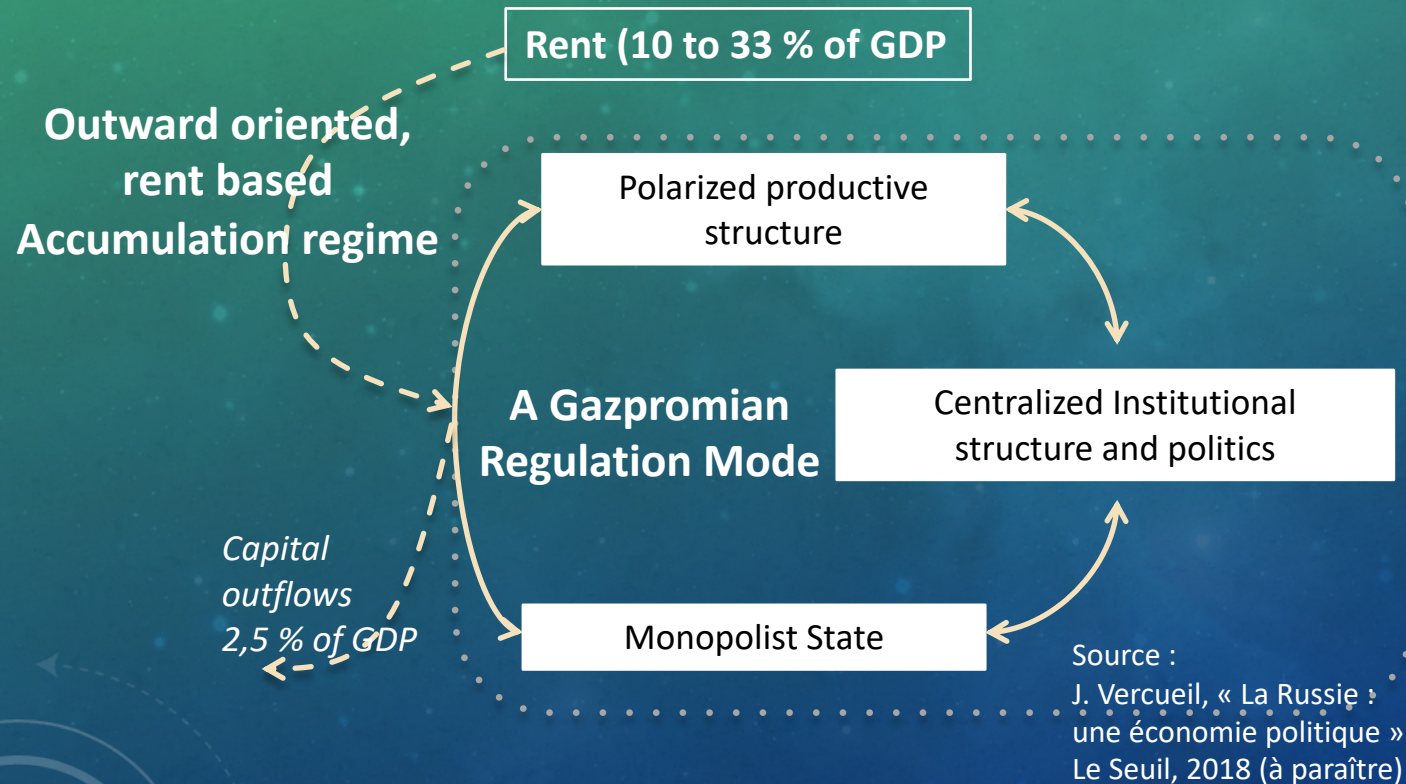 Rent (10 to 33 % of GDP
Outward oriented,
rent based
Accumulation regime
Polarized productive
structure
A Gazpromian
Regulation Mode
Centralized Institutional
structure and politics
Capital
outflows
2,5 % of GDP
Monopolist State
Source :
J. Vercueil, « La Russie :
une économie politique »
Le Seuil, 2018 (à paraître)